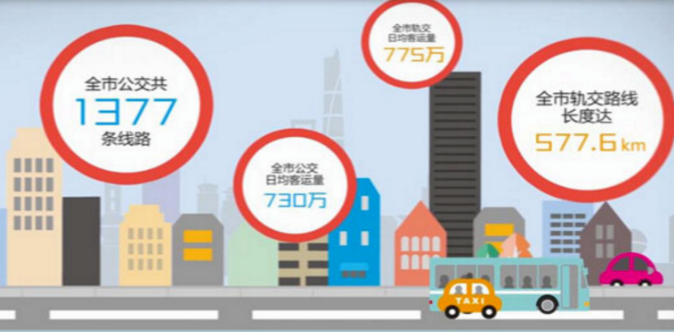 全市公交共
1377
条线路
全市公交
日均客运量
730万
全市轨交
日均客运量
775万
全市轨交路线
长度达
577.6 km
TAXI